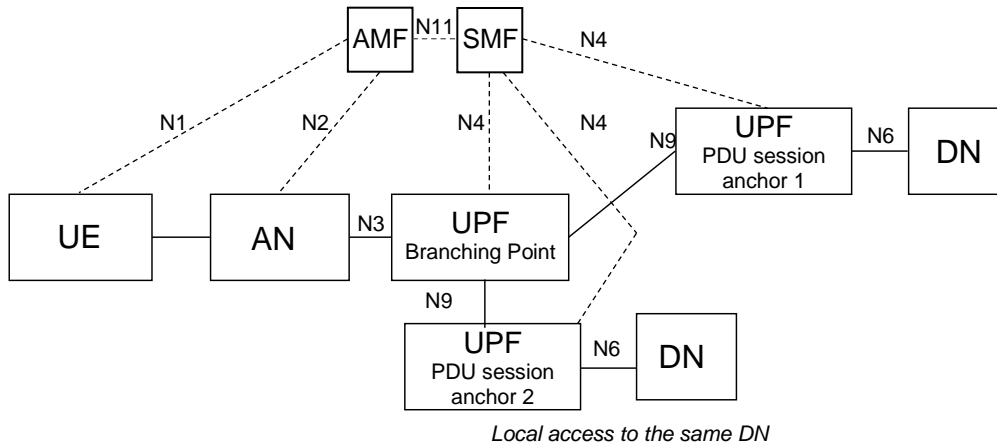 N11
AMF
SMF
N4
N1
N2
N4
N4
UPF
PDU session
anchor 1
N9
N6
DN
UE
AN
N3
UPF
Branching Point
N9
UPF
PDU session
anchor 2
N6
DN
Local access to the same DN